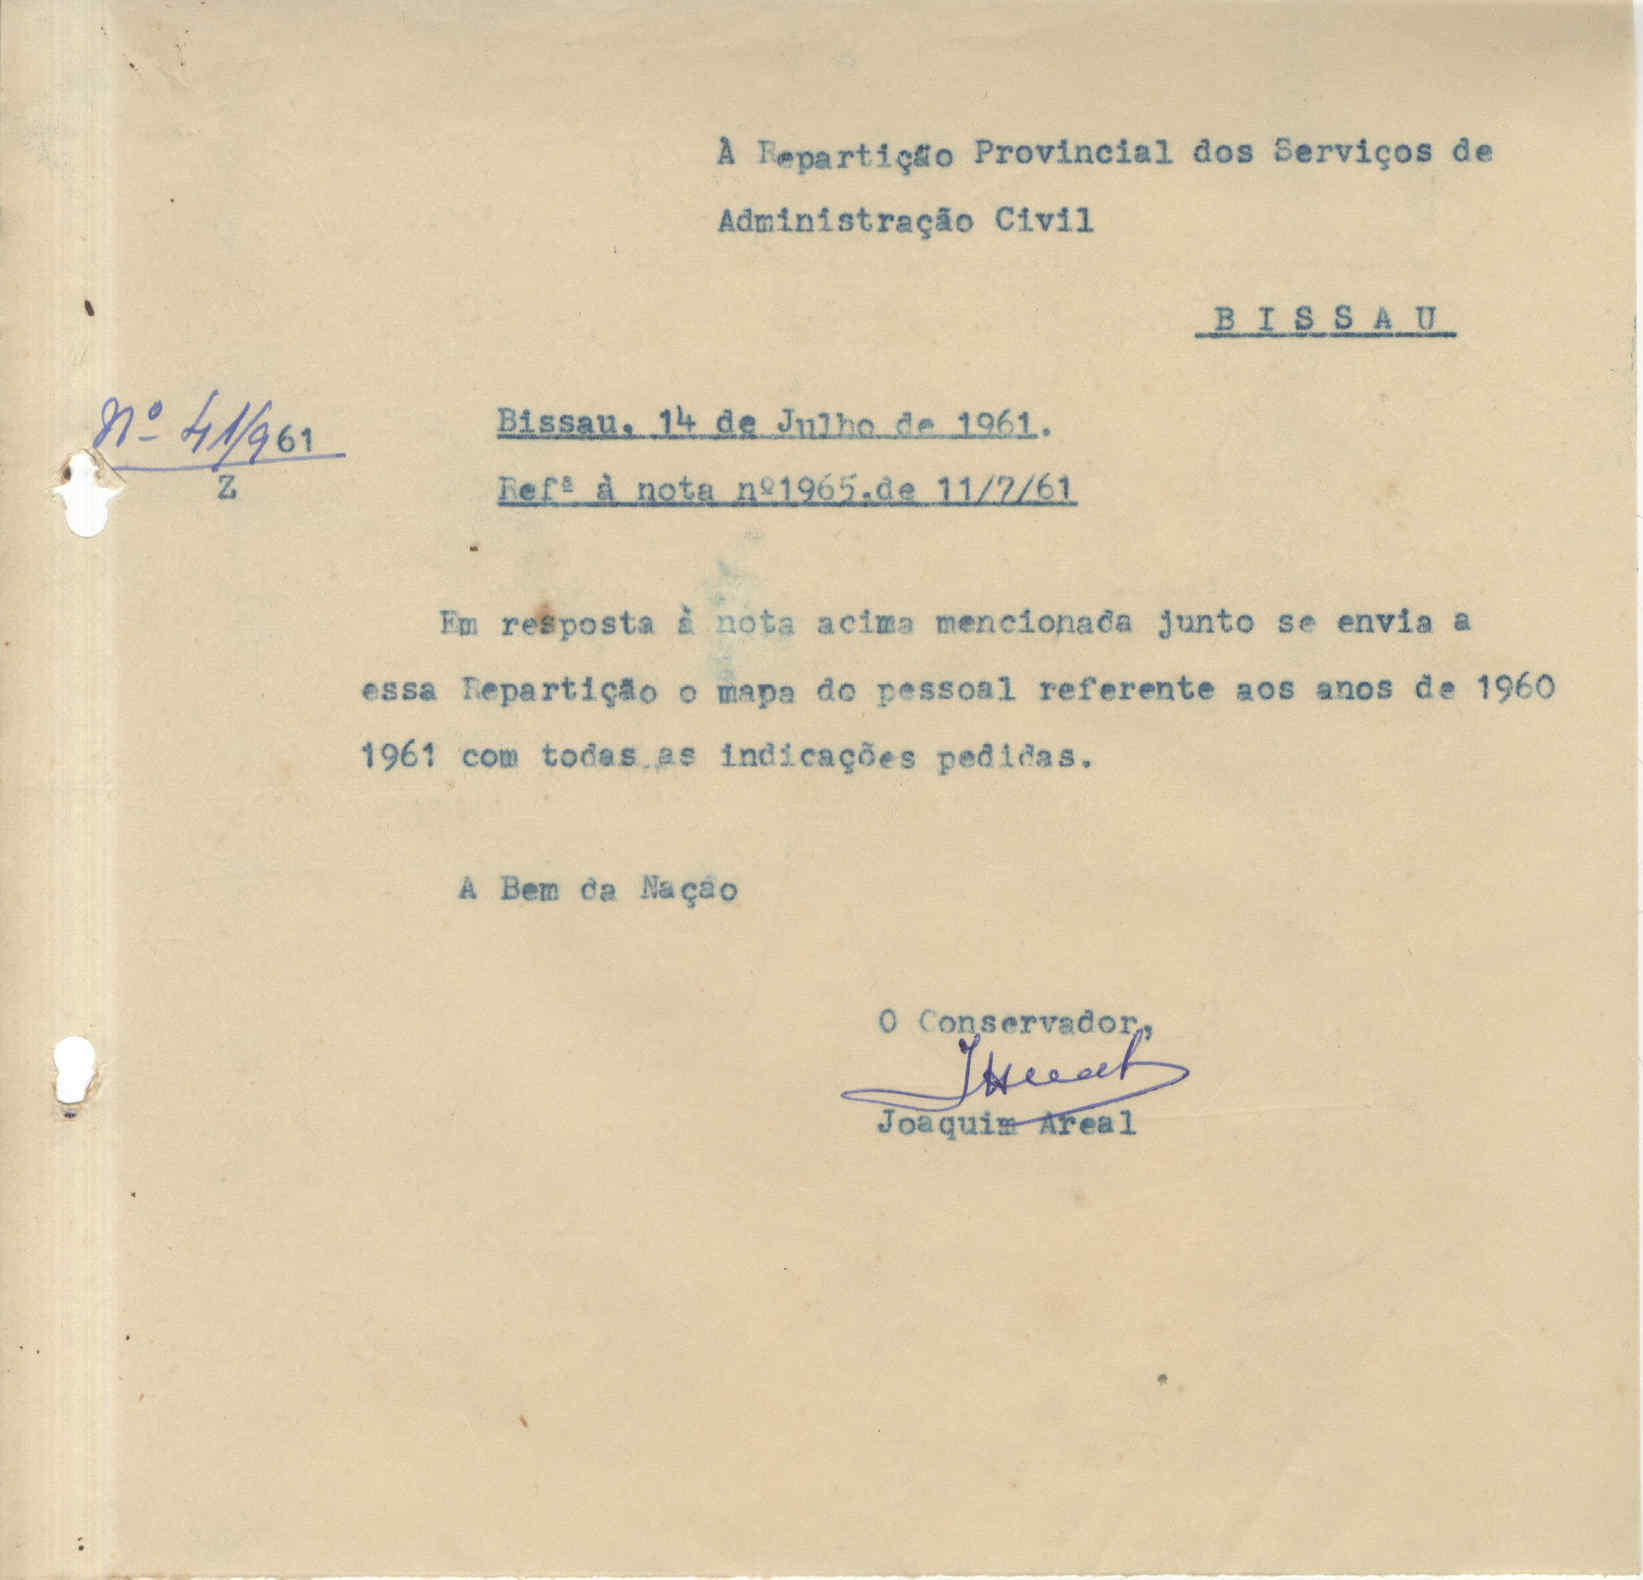 À Repartição Provincial dos Serviços de
Administração Civil
BISSAU
Nº 41/961
Z
Bissau, 14 de Julho de 1961.
Refª à nota nº1965.de 11/7/61
Em resposta à nota acima mencionada junto se envia a
essa Repartição o mapa do pessoal referente aos anos de 1960
1961 com todas as indicações pedidas.
A Bem da Nação
O Conservador,
Joaquim Areal